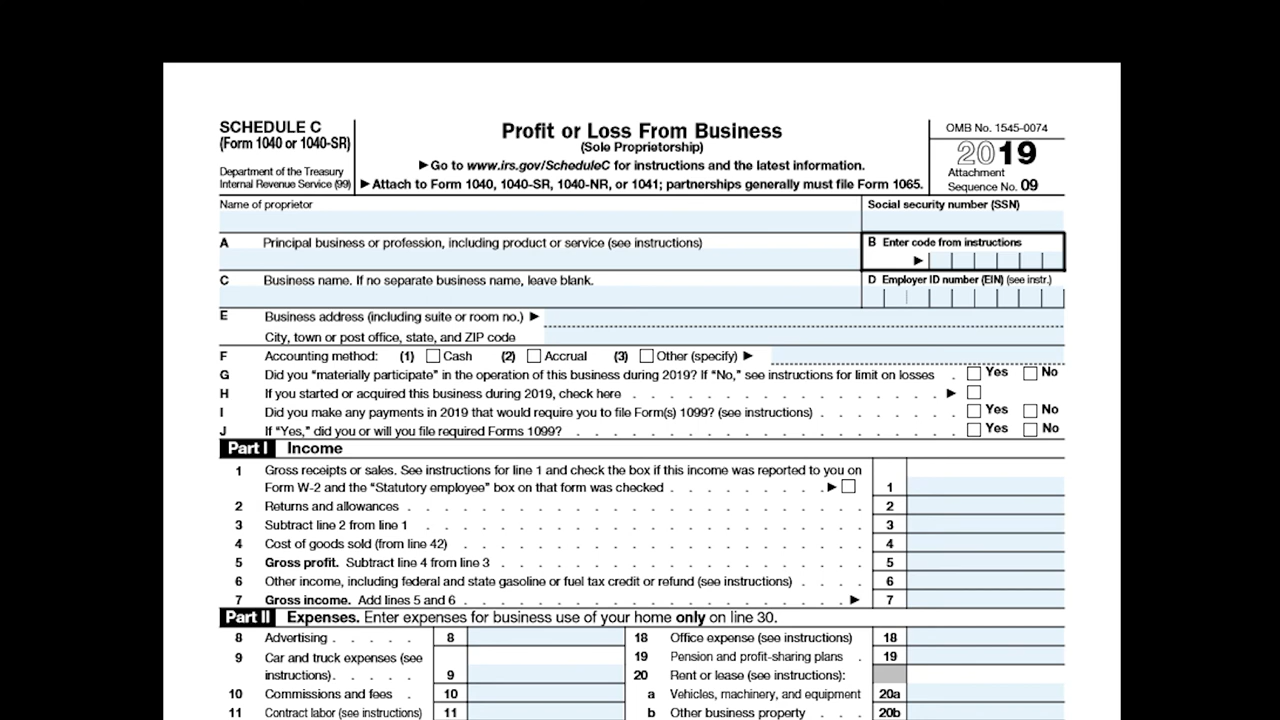 SCHEDULE C
(Form 1040 or 1040-SR)
Department of the Treasury
Internal Revenue Service (99)
Profit or Loss From Business
(Sole Proprietorship)
▶ Go to www.irs.gov/ScheduleC for instructions and the latest information.
▶ Attach to Form 1040, 1040-SR, 1040-NR, or 1041; partnerships generally must file Form 1065.
OMB No. 1545-0074
2019
Attachment
Sequence No. 09
Name of proprietor
Social security number (SSN)
A Principal business or profession, including product or service (see instructions)
B Enter code from instructions
▶
C Business name. If no separate business name, leave blank.
D Employer ID number (EIN) (see instr.)
E Business address (including suite or room no.) ▶
City, town or post office, state, and ZIP code
F Accounting method: (1) Cash (2) Accrual (3) Other (specify) ▶
G Did you “materially participate” in the operation of this business during 2019? If “No,” see instructions for limit on losses . Yes No
H If you started or acquired this business during 2019, check here . . . . . . . . . . . . . . . . . ▶
I Did you make any payments in 2019 that would require you to file Form(s) 1099? (see instructions) . . . . . . . . Yes No
J If “Yes,” did you or will you file required Forms 1099? . . . . . . . . . . . . . . . . . . . . Yes No
Part I Income
1 Gross receipts or sales. See instructions for line 1 and check the box if this income was reported to you on
Form W-2 and the “Statutory employee” box on that form was checked . . . . . . . . . ▶ 1
2 Returns and allowances . . . . . . . . . . . . . . . . . . . . . . 2
3 Subtract line 2 from line 1 . . . . . . . . . . . . . . . . . . . . . 3
4 Cost of goods sold (from line 42) . . . . . . . . . . . . . . . . . . . 4
5 Gross profit. Subtract line 4 from line 3 . . . . . . . . . . . . . . . . . 5
6 Other income, including federal and state gasoline or fuel tax credit or refund (see instructions) . . . . 6
7 Gross income. Add lines 5 and 6 . . . . . . . . . . . . . . . . . . ▶ 7
Part II Expenses. Enter expenses for business use of your home only on line 30.
8 Advertising . . . . . 8
9 Car and truck expenses (see
instructions) . . . . . 9
10 Commissions and fees . 10
11 Contract labor (see instructions) 11
18 Office expense (see instructions) 18
19 Pension and profit-sharing plans . 19
20 Rent or lease (see instructions):
a Vehicles, machinery, and equipment 20a
b Other business property . . . 20b